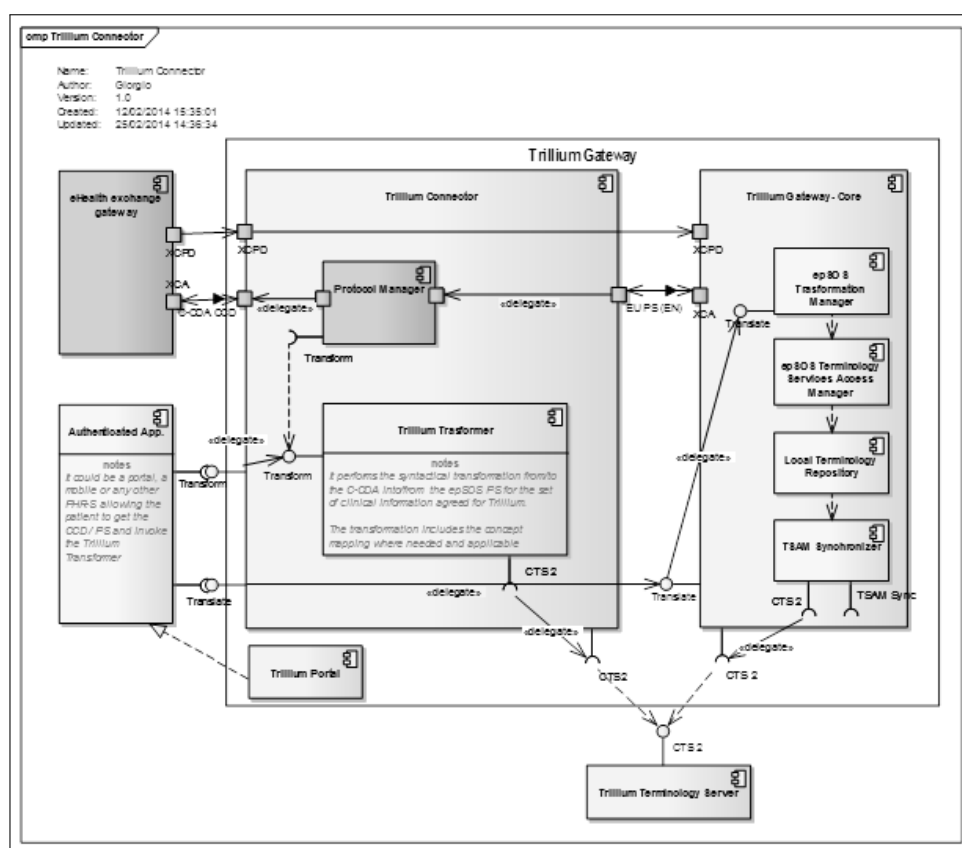 cmp Trillium Connector
Name: Trillium Connector
Author: Giorgio
Version: 1.0
Created: 12/02/2014 15:35:01
Updated: 25/02/2014 14:36:34
Trillium Gateway
eHealth exchange
gateway
Trillium Connector
Trillium Gateway - Core
XCPD
XCPD
XCPD
XCA
C-CDA CCD
Protocol Manager
«delegate»
«delegate»
EU PS (EN)
XCA
Transform
epSOS
Trasformation
Manager
Translate
epSOS Terminology
Services Access
Manager
Authenticated App.
notes
It could be a portal, a
mobile or any other
PHR-S allowing the
patient to get the
CCD / PS and invoke
the Trillium
Transformer
«delegate»
Transform
Transform
Trillium Trasformer
notes
It performs the syntactical transformation from/to
the C-CDA into/from the epSOS PS for the set
of clinical information agreed for Trillium.
The transformation includes the concept
mapping where needed and applicable
«delegate»
Local Terminology
Repository
TSAM Synchronizer
CTS 2
Translate
«delegate»
Translate
CTS 2
TSAM Sync
«delegate»
«delegate»
Trillium Portal
CTS2
CTS 2
CTS 2
Trillium Terminology Server